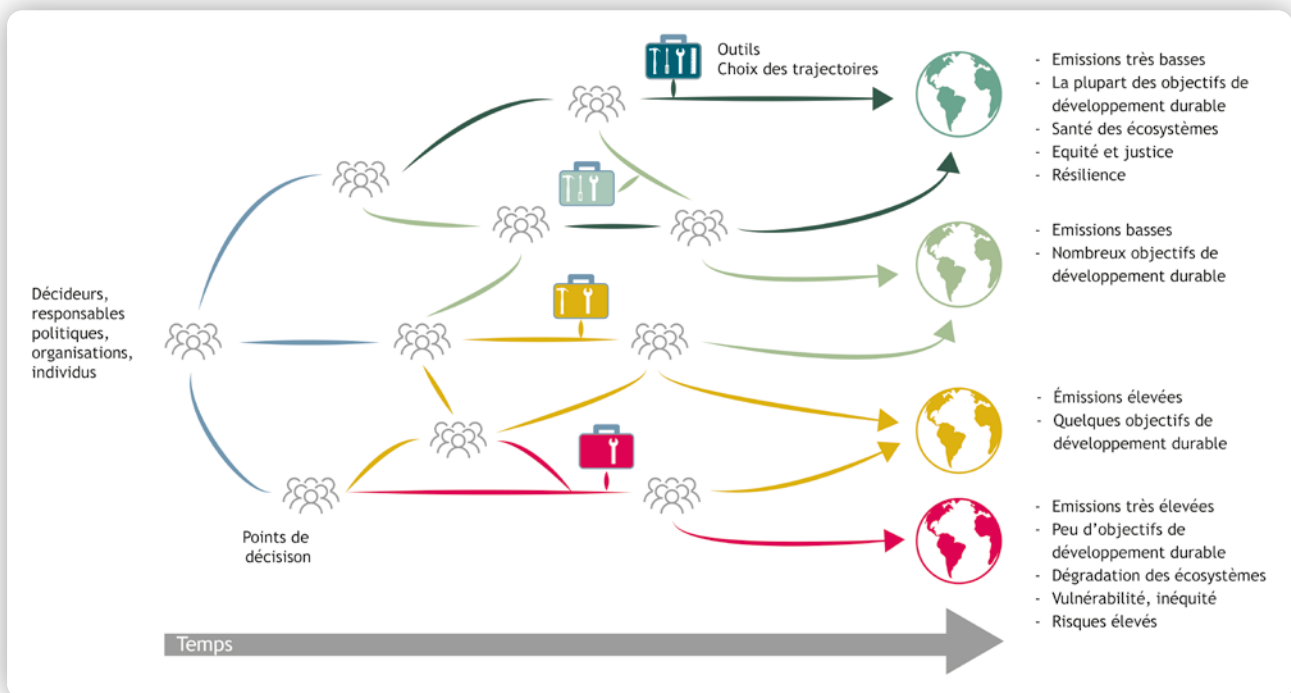 Outils
Choix des trajectoires
- Emissions très basses
- La plupart des objectifs de
développement durable
- Santé des écosystèmes
- Equité et justice
- Résilience
- Emissions basses
- Nombreux objectifs de
développement durable
Décideurs,
responsables
politiques,
organisations,
individus
- Émissions élevées
- Quelques objectifs de
développement durable
Points de
décisison
- Emissions très élevées
- Peu d’objectifs de
développement durable
- Dégradation des écosystèmes
- Vulnérabilité, inéquité
- Risques élevés
Temps